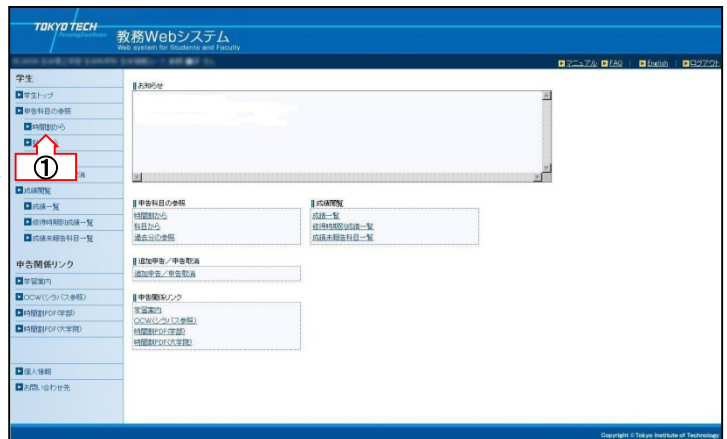 TOKYO TECH
Pursuing Excellence
教務Webシステム
Web system for Students and Faculty
マニュアル FAQ English ログアウト
学生
学生トップ
申告科目の参照
時間割から
①
成績閲覧
成績一覧
修得時期別成績一覧
成績未報告科目一覧
申告関係リンク
学習案内
OCW(シラバス参照)
時間割PDF(学部)
時間割PDF(大学院)
個人情報
お問い合わせ先
お知らせ
申告科目の参照
時間割から
科目から
過去分の参照
成績閲覧
成績一覧
修得時期別成績一覧
成績未報告科目一覧
追加申告/申告取消
追加申告/申告取消
申告関係リンク
学習案内
OCW(シラバス参照)
時間割PDF(学部)
時間割PDF(大学院)
Copyright © Tokyo Institute of Technology